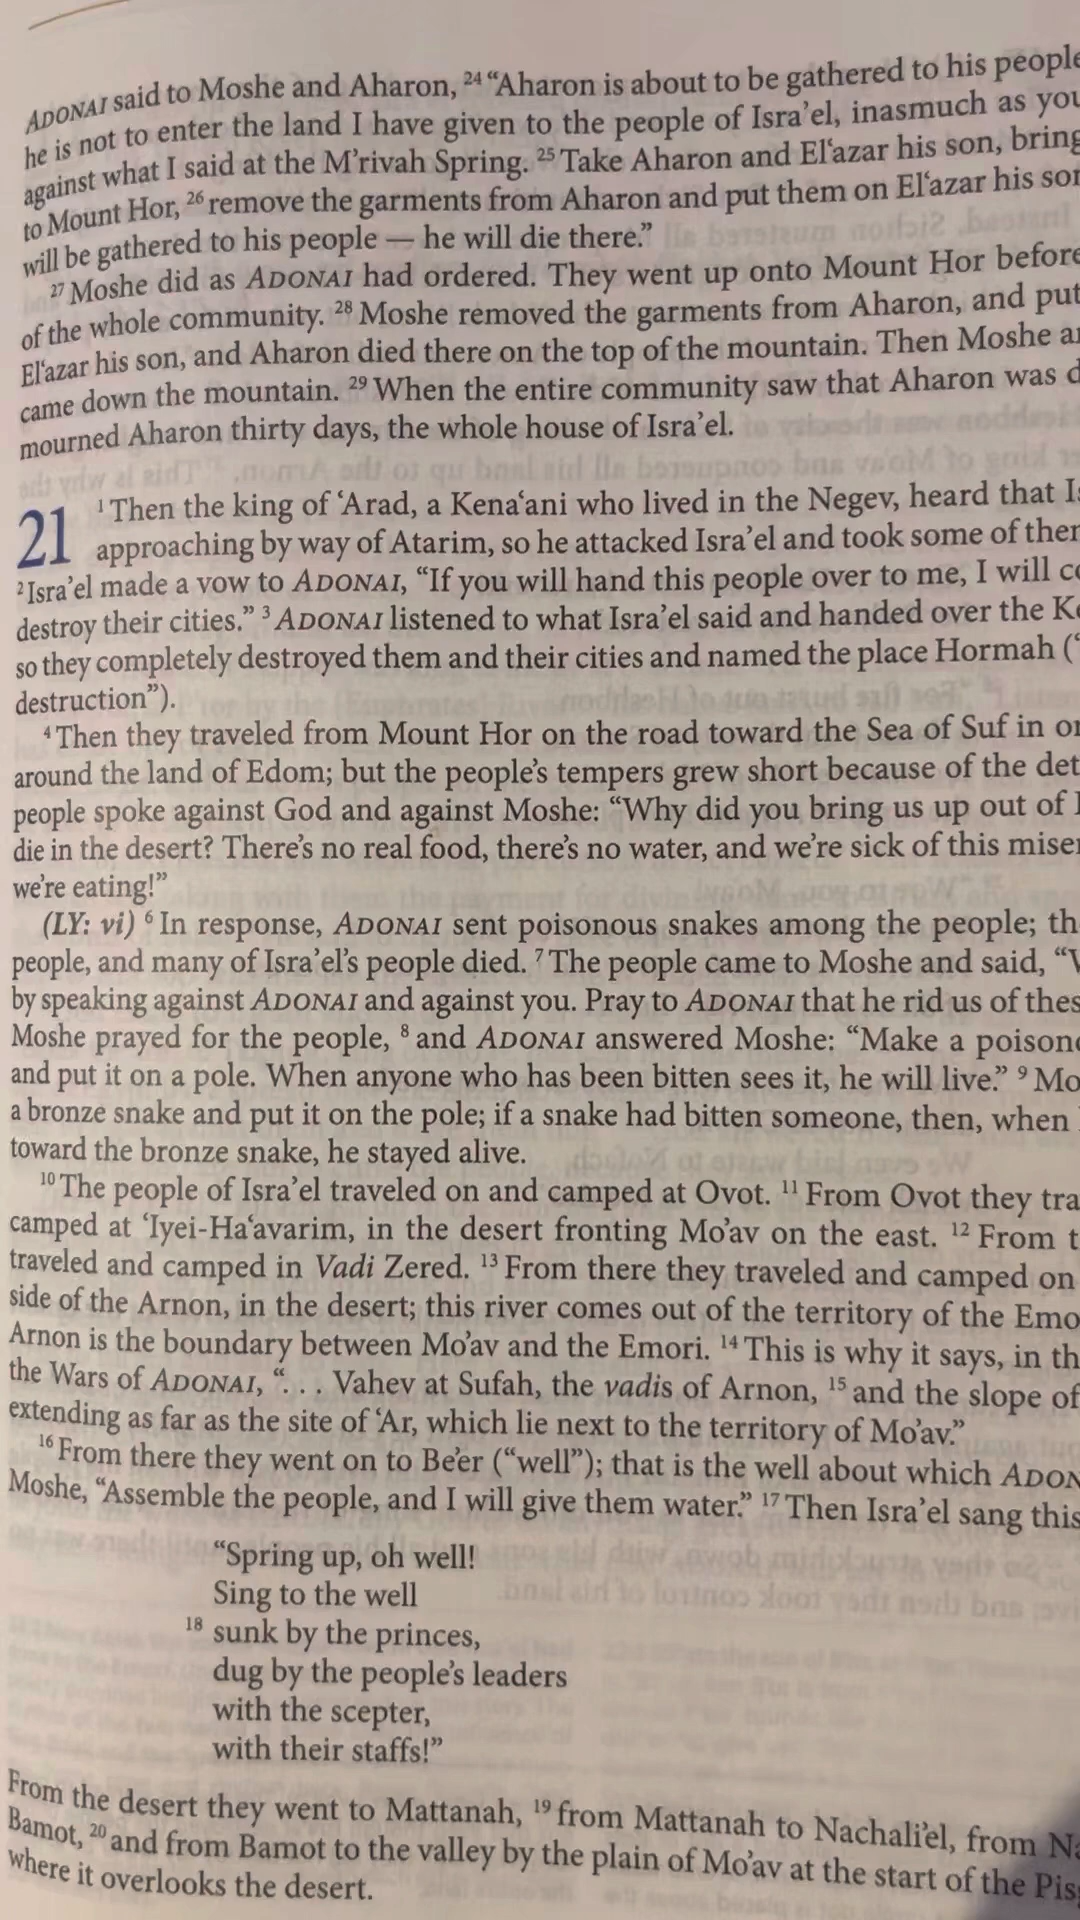 ADONAI said to Moshe and Aharon, 24 “Aharon is about to be gathered to his people
he is not to enter the land I have given to the people of Isra’el, inasmuch as you
against what I said at the M’rivah Spring. 25 Take Aharon and El‘azar his son, bring
to Mount Hor, 26 remove the garments from Aharon and put them on El‘azar his son
will be gathered to his people — he will die there.”
27 Moshe did as ADONAI had ordered. They went up onto Mount Hor before
of the whole community. 28 Moshe removed the garments from Aharon, and put
El‘azar his son, and Aharon died there on the top of the mountain. Then Moshe
came down the mountain. 29 When the entire community saw that Aharon was
mourned Aharon thirty days, the whole house of Isra’el.
21 1 Then the king of ‘Arad, a Kena‘ani who lived in the Negev, heard that
approaching by way of Atarim, so he attacked Isra’el and took some of
2 Isra’el made a vow to ADONAI, “If you will hand this people over to me, I will
destroy their cities.” 3 ADONAI listened to what Isra’el said and handed over the
so they completely destroyed them and their cities and named the place Hormah (
destruction”).
4 Then they traveled from Mount Hor on the road toward the Sea of Suf in
around the land of Edom; but the people’s tempers grew short because of the
people spoke against God and against Moshe: “Why did you bring us up out of
die in the desert? There’s no real food, there’s no water, and we’re sick of this
we’re eating!”
(LY: vi) 6 In response, ADONAI sent poisonous snakes among the people;
people, and many of Isra’el’s people died. 7 The people came to Moshe and said, “
by speaking against ADONAI and against you. Pray to ADONAI that he rid us of
Moshe prayed for the people, 8 and ADONAI answered Moshe: “Make a
and put it on a pole. When anyone who has been bitten sees it, he will live.” 9
a bronze snake and put it on the pole; if a snake had bitten someone, then, when
toward the bronze snake, he stayed alive.
10 The people of Isra’el traveled on and camped at Ovot. 11 From Ovot they
camped at ‘Iyei-Ha‘avarim, in the desert fronting Mo’av on the east. 12 From
traveled and camped in Vadi Zered. 13 From there they traveled and camped on
side of the Arnon, in the desert; this river comes out of the territory of the
Arnon is the boundary between Mo’av and the Emori. 14 This is why it says, in
the Wars of ADONAI, “. . . Vahev at Sufah, the vadis of Arnon, 15 and the slope of
extending as far as the site of ‘Ar, which lie next to the territory of Mo’av.”
16 From there they went on to Be’er (“well”); that is the well about which
Moshe, “Assemble the people, and I will give them water.” 17 Then Isra’el sang this
“Spring up, oh well!
Sing to the well
18 sunk by the princes,
dug by the people’s leaders
with the scepter,
with their staffs!”
From the desert they went to Mattanah, 19 from Mattanah to Nachali’el, from
Bamot, 20 and from Bamot to the valley by the plain of Mo’av at the start of the
where it overlooks the desert.